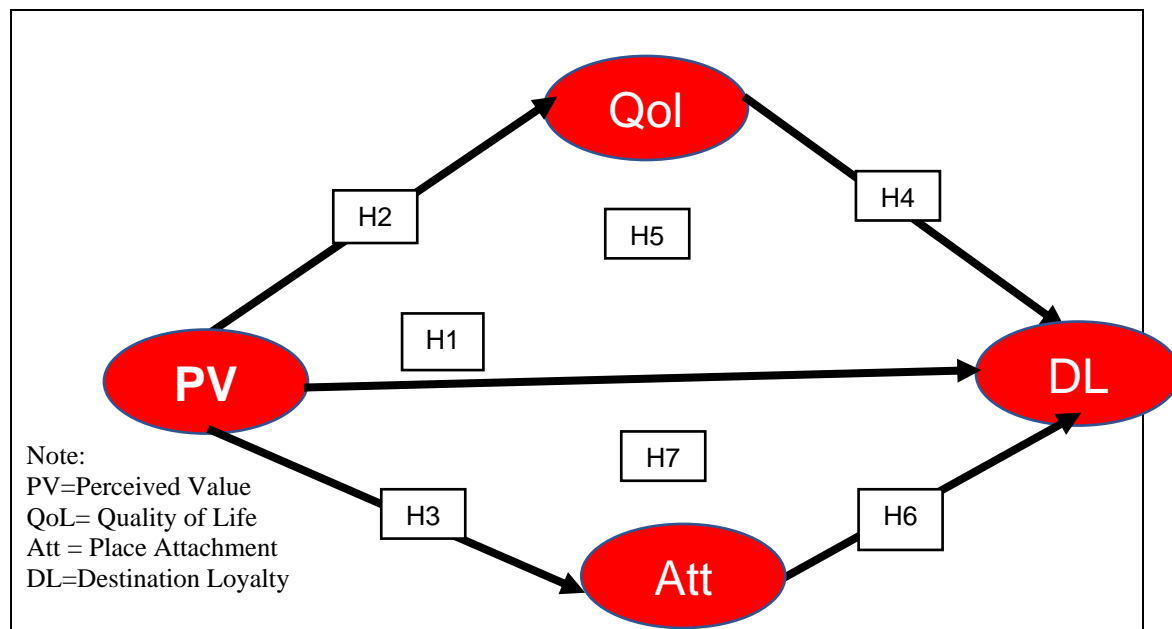 Qol
H2
H4
H5
H1
PV
DL
H7
Note:
PV=Perceived Value
QoL= Quality of Life
Att = Place Attachment
DL=Destination Loyalty
H3
H6
Att